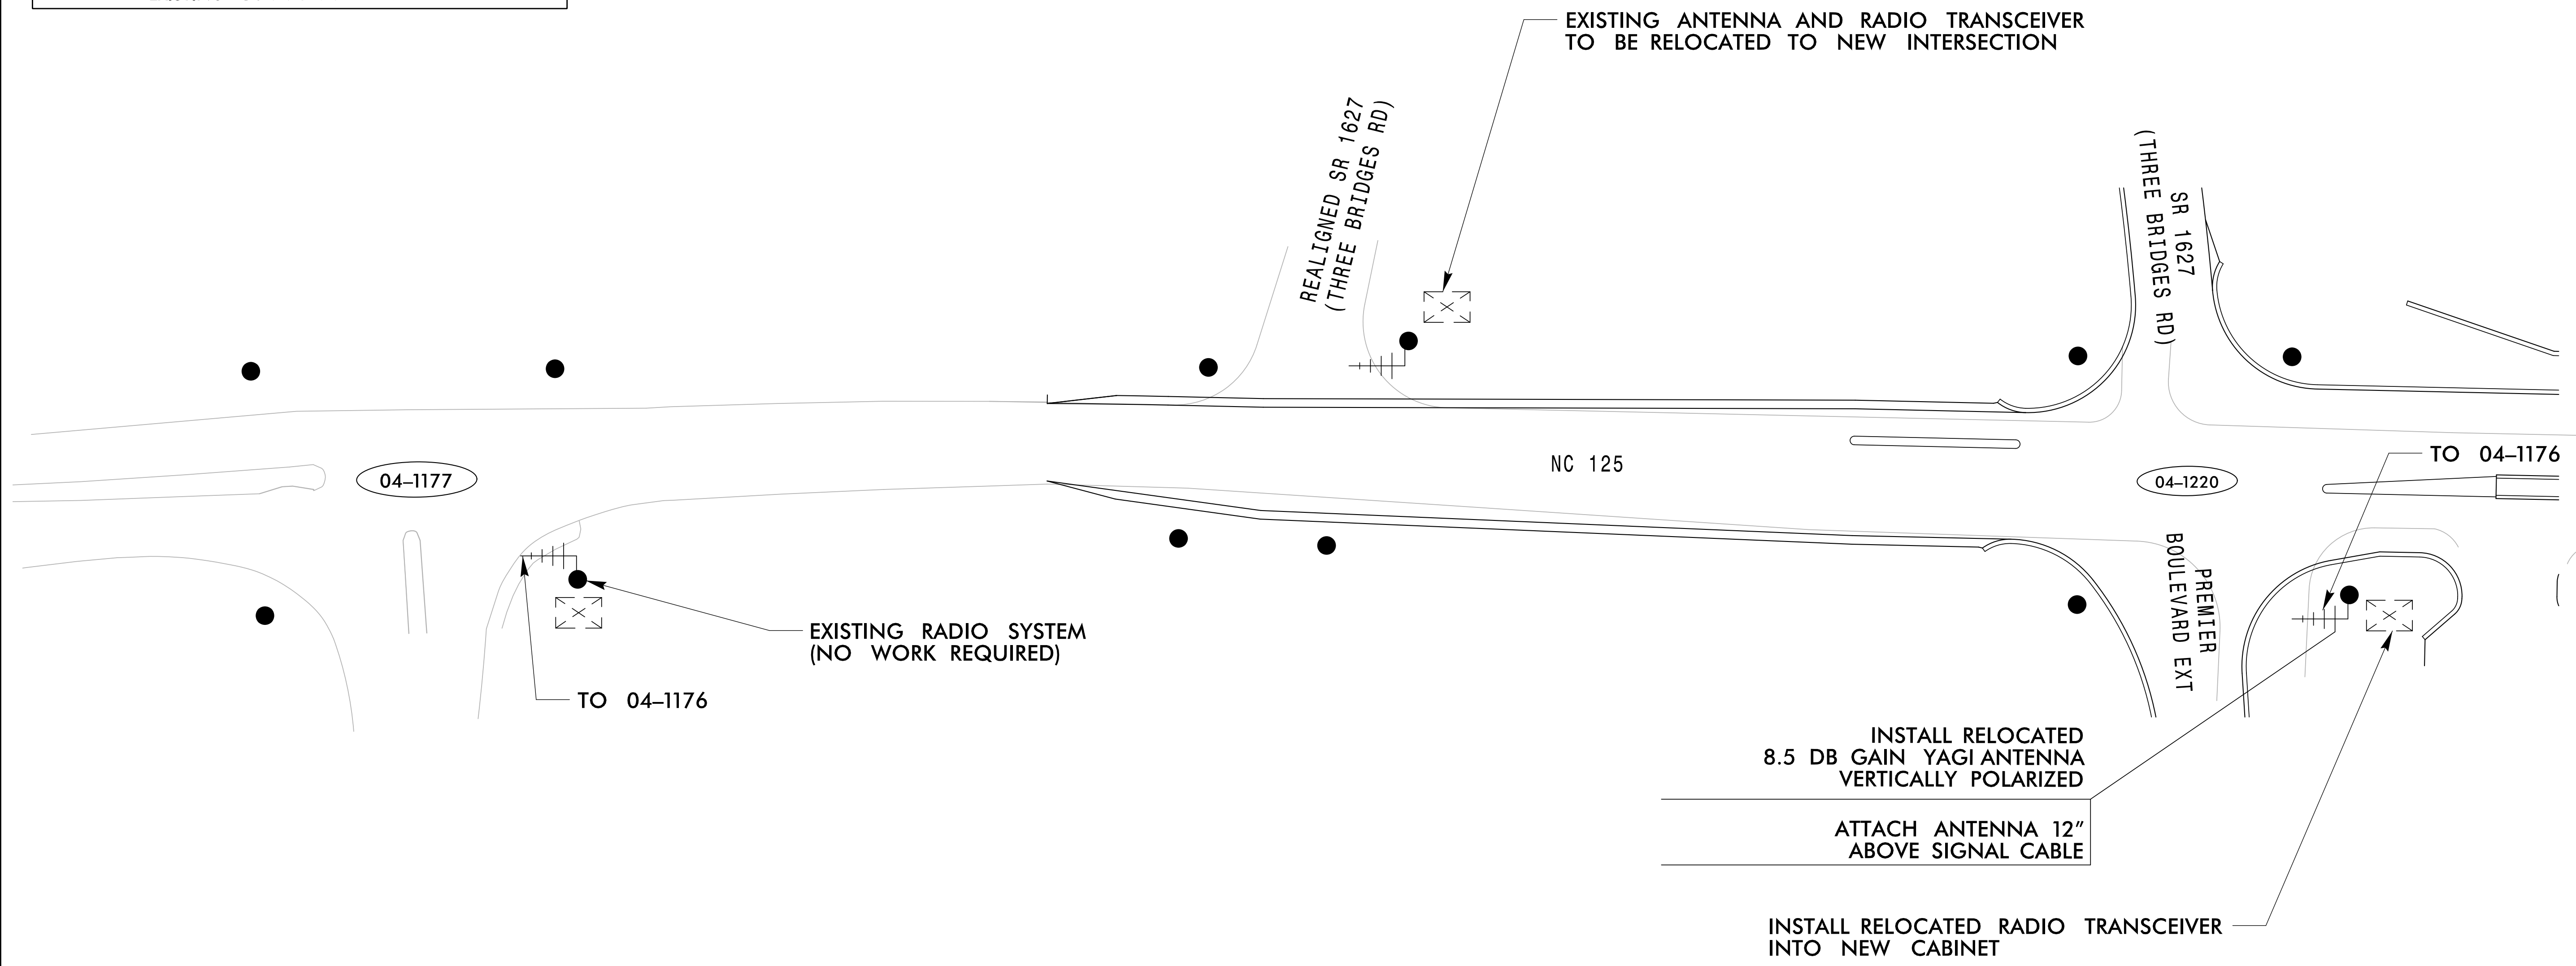 EXISTING ANTENNA AND RADIO TRANSCEIVER
TO BE RELOCATED TO NEW INTERSECTION
REALIGNED SR 1627
(THREE BRIDGES RD)
SR 1627
(THREE BRIDGES RD)
TO 04-1176
NC 125
04-1177
04-1220
PREMIER
BOULEVARD EXT
EXISTING RADIO SYSTEM
(NO WORK REQUIRED)
TO 04-1176
INSTALL RELOCATED
8.5 DB GAIN YAGI ANTENNA
VERTICALLY POLARIZED
ATTACH ANTENNA 12"
ABOVE SIGNAL CABLE
INSTALL RELOCATED RADIO TRANSCEIVER
INTO NEW CABINET